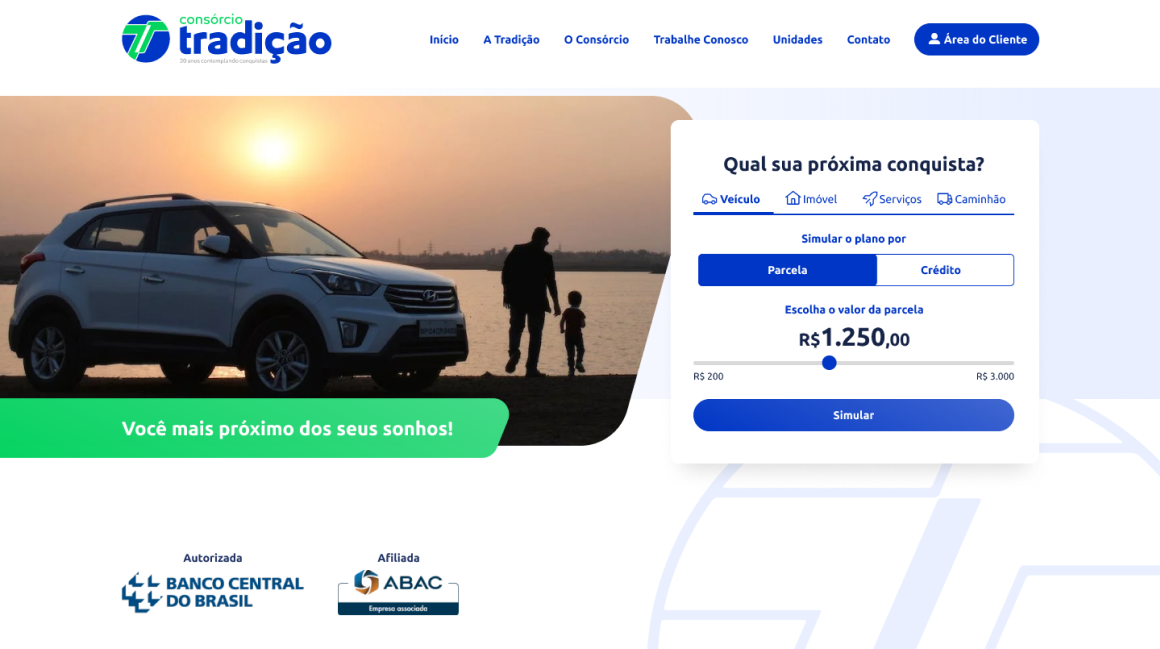 consórcio
tradição
20 anos contemplando conquistas
Início A Tradição O Consórcio Trabalhe Conosco Unidades Contato Área do Cliente
Qual sua próxima conquista?
Veículo Imóvel Serviços Caminhão
Simular o plano por
Parcela Crédito
Escolha o valor da parcela
R$1.250,00
R$ 200 R$ 3.000
Simular
Você mais próximo dos seus sonhos!
Autorizada
BANCO CENTRAL
DO BRASIL
Afiliada
ABAC
Empresa associada